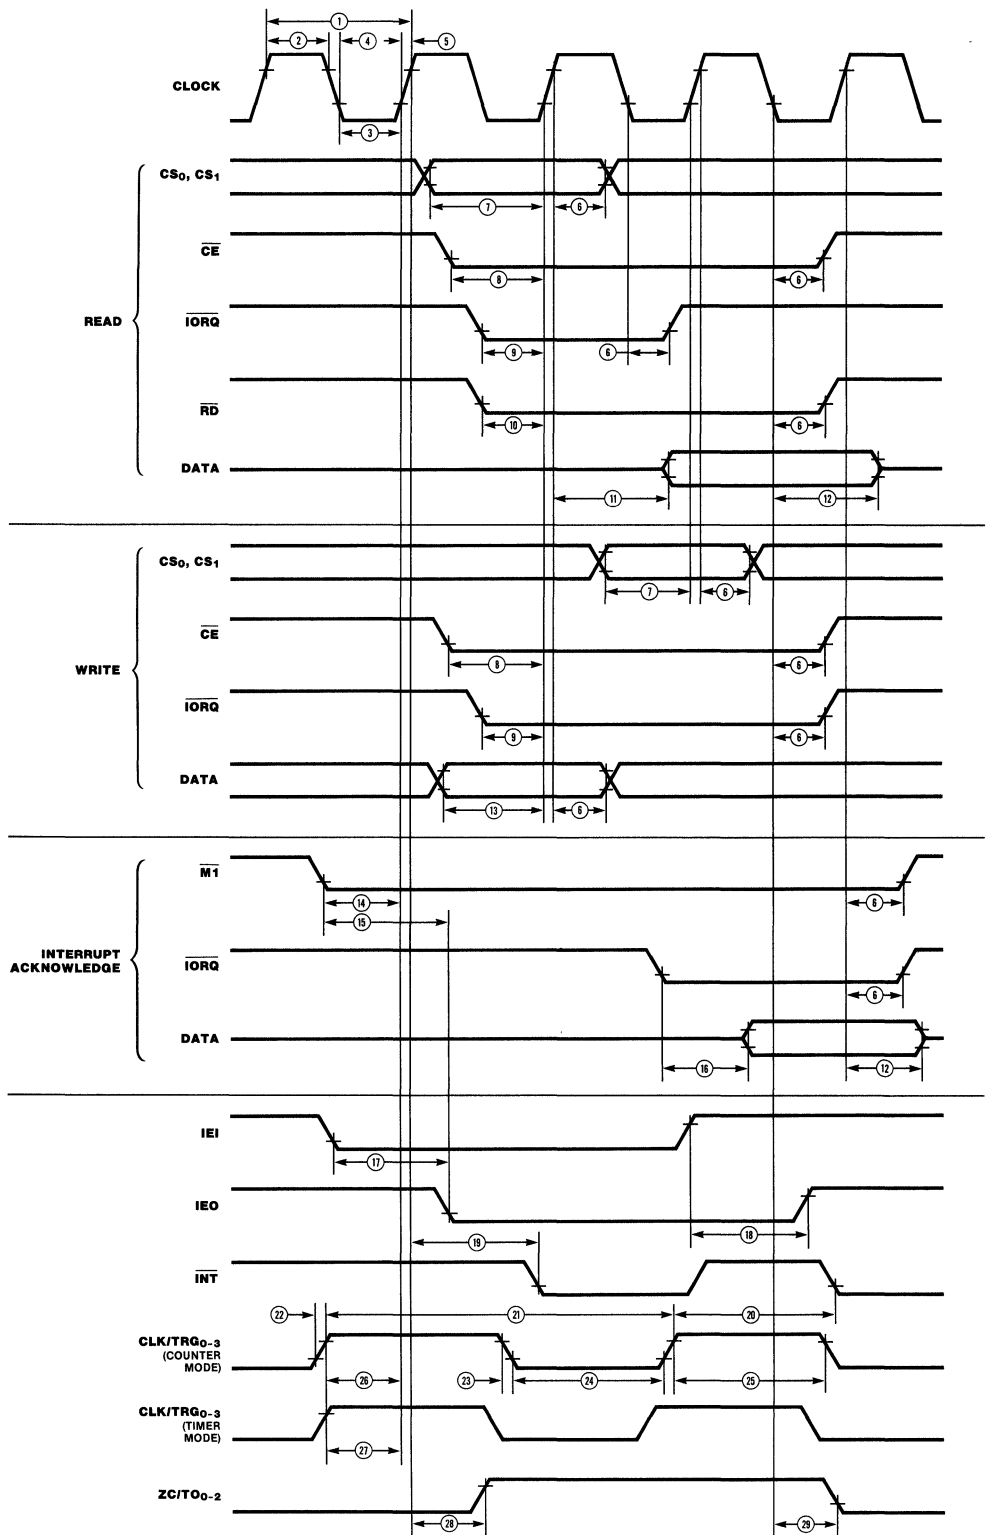 1
2
4
5
CLOCK
3
CS0, CS1
7
6
CE
8
6
READ
IORQ
9
6
RD
10
6
DATA
11
12
CS0, CS1
7
6
CE
8
6
WRITE
IORQ
9
6
DATA
13
6
M1
14
6
15
INTERRUPT
ACKNOWLEDGE
IORQ
6
DATA
16
12
IEI
17
IEO
18
19
INT
22
21
20
CLK/TRG0-3
(COUNTER
MODE)
26
23
24
25
CLK/TRG0-3
(TIMER
MODE)
27
ZC/TO0-2
28
29